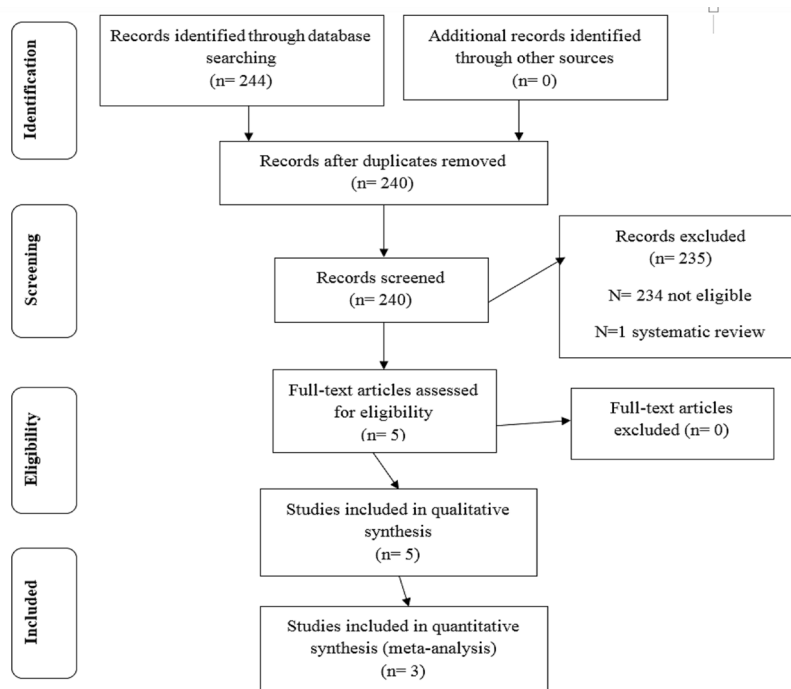 Identification
Records identified through database
searching
(n= 244)
Additional records identified
through other sources
(n= 0)
Records after duplicates removed
(n= 240)
Screening
Records screened
(n= 240)
Records excluded
(n= 235)
N= 234 not eligible
N=1 systematic review
Eligibility
Full-text articles assessed
for eligibility
(n= 5)
Full-text articles
excluded (n= 0)
Studies included in qualitative
synthesis
(n= 5)
Included
Studies included in quantitative
synthesis (meta-analysis)
(n= 3)